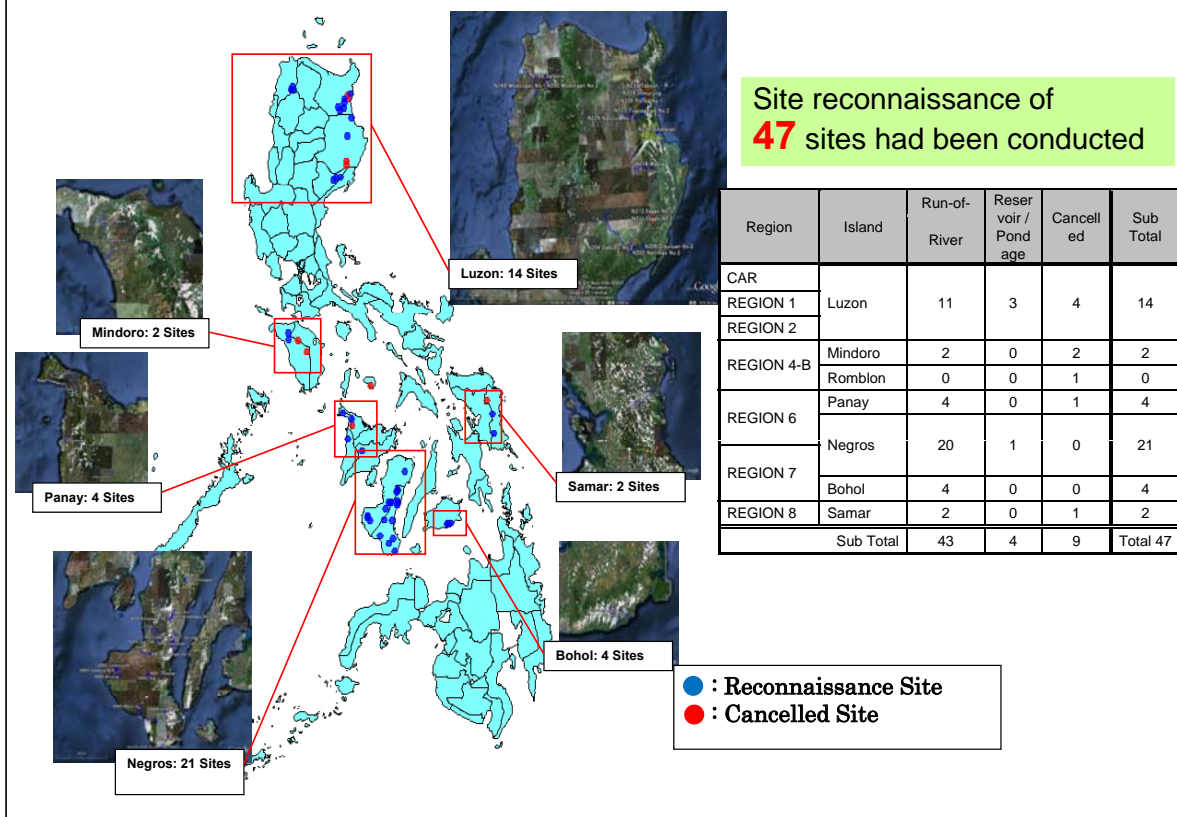 Site reconnaissance of
47 sites had been conducted
Luzon: 14 Sites
Mindoro: 2 Sites
Panay: 4 Sites
Samar: 2 Sites
Bohol: 4 Sites
Negros: 21 Sites
Region Island Run-of-River Reser voir / Pond age Cancell ed Sub Total
CAR
REGION 1 Luzon 11 3 4 14
REGION 2
REGION 4-B Mindoro 2 0 2 2
Romblon 0 0 1 0
REGION 6 Panay 4 0 1 4
Negros 20 1 0 21
REGION 7
Bohol 4 0 0 4
REGION 8 Samar 2 0 1 2
Sub Total 43 4 9 Total 47
: Reconnaissance Site
: Cancelled Site